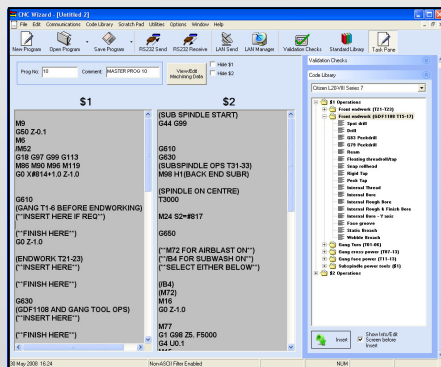 CNC Wizard - [Untitled 2]
File Edit Communications Code Library Scratch Pad Utilities Options Window Help
New Program Open Program Save Program RS232 Send RS232 Receive LAN Send LAN Manager Validation Checks Standard Library Task Pane
Prog No: 10 Comment: MASTER PROG 10 View/Edit Machining Data Hide $1 Hide $2
$1
M9
G50 Z-0.1
M6
/M52
G18 G97 G99 G113
M86 M90 M96 M119
G0 X#814+1.0 Z-1.0
G610
(GANG T1-6 BEFORE ENDWORKING)
(**INSERT HERE IF REQ**)
(**FINISH HERE**)
G0 Z-1.0
(ENDWORK T21-23)
(**INSERT HERE**)
(**FINISH HERE**)
G630
(GDF1108 AND GANG TOOL OPS)
(**INSERT HERE**)
(**FINISH HERE**)
$2
(SUB SPINDLE START)
G44 G99
G610
G630
(SUBSPINDLE OPS T31-33)
M98 H1(BACK END SUBR)
(SPINDLE ON CENTRE)
T3000
M24 S2=#817
G650
(**M72 FOR AIRBLAST ON**)
(**/B4 FOR SUBWASH ON**)
(**SELECT EITHER BELOW**)
(/B4)
(M72)
M16
G0 Z-1.0
M77
G1 G98 Z5. F5000
G4 U0.1
Validation Checks
Code Library
Citizen L20-VIII Series 7
$1 Operations
Front endwork (T21-T23)
Front endwork (GDF1108 T15-17)
Spot drill
Drill
G83 Peckdrill
G79 Peckdrill
Ream
Floating thread roll/tap
Snap rollhead
Rigid Tap
Peck Tap
Internal Thread
Internal Bore
Internal Rough Bore
Internal Rough & Finish Bore
Internal Bore - Y axis
Face groove
Static Broach
Wobble Broach
Gang Turn (T01-06)
Gang cross power (T07-13)
Gang face power (T11-13)
Subspindle power tools ($1)
$2 Operations
Insert Show Info/Edit Screen before Insert
30 May 2008 16:24 Non-ASCII Filter Enabled NUM